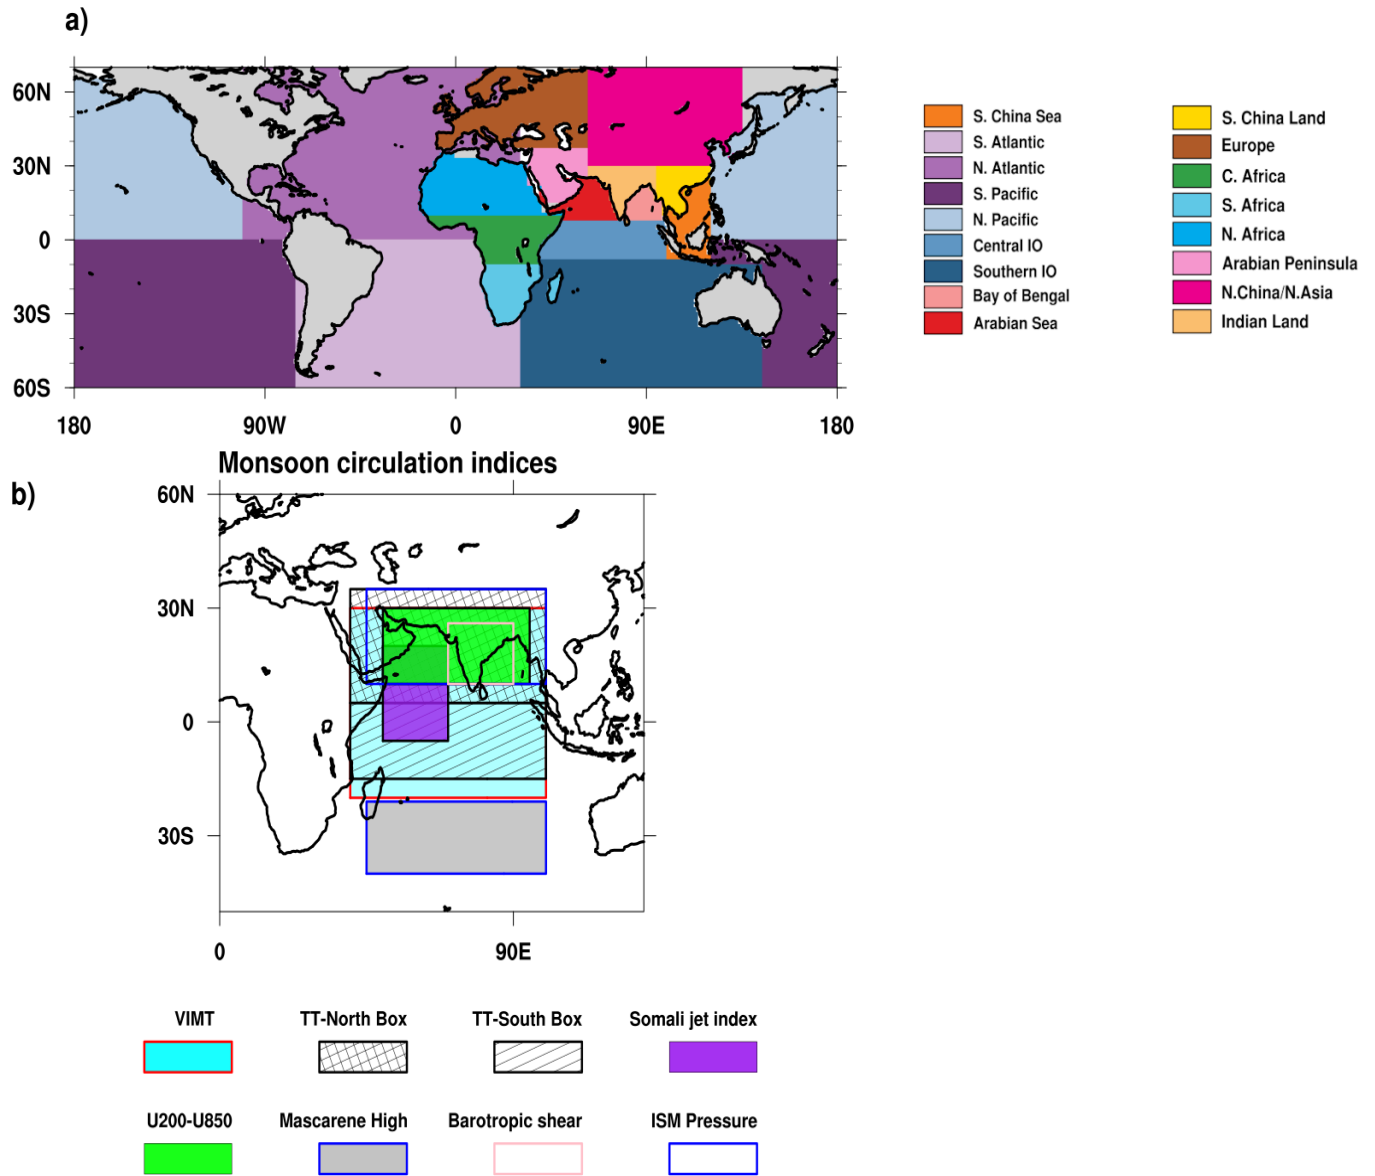 a)
60N
30N
0
30S
60S
180
90W
0
90E
180
S. China Sea
S. Atlantic
N. Atlantic
S. Pacific
N. Pacific
Central IO
Southern IO
Bay of Bengal
Arabian Sea
S. China Land
Europe
C. Africa
S. Africa
N. Africa
Arabian Peninsula
N.China/N.Asia
Indian Land
Monsoon circulation indices
b)
60N
30N
0
30S
0
90E
VIMT
TT-North Box
TT-South Box
Somali jet index
U200-U850
Mascarene High
Barotropic shear
ISM Pressure